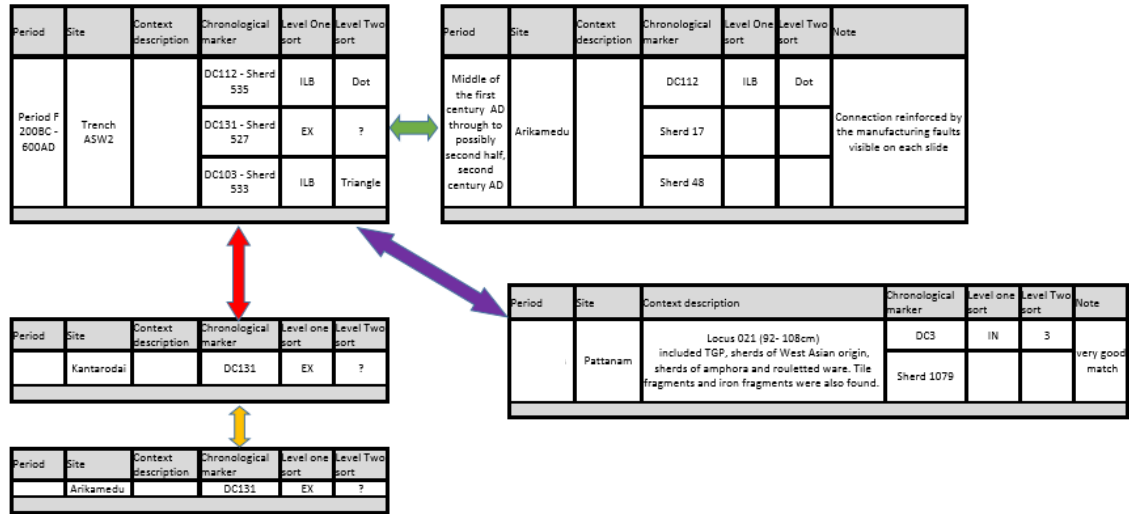 Period Site Context description Chronological marker Level One sort Level Two sort
Period F 200BC - 600AD
Trench ASW2
DC112 - Sherd 535 ILB Dot
DC131 - Sherd 527 EX ?
DC103 - Sherd 533 ILB Triangle
Period Site Context description Chronological marker Level One sort Level Two sort Note
Middle of the first century AD through to possibly second half, second century AD
Arikamedu
DC112 ILB Dot
Sherd 17
Sherd 48
Connection reinforced by the manufacturing faults visible on each slide
Period Site Context description Chronological marker Level one sort Level Two sort
Kantarodai DC131 EX ?
Period Site Context description Chronological marker Level one sort Level Two sort Note
Pattanam
Locus 021 (92- 108cm)
included TGP, sherds of West Asian origin,
sherds of amphora and rouletted ware. Tile
fragments and iron fragments were also found.
DC3 IN 3
Sherd 1079
very good match
Period Site Context description Chronological marker Level one sort Level Two sort
Arikamedu DC131 EX ?